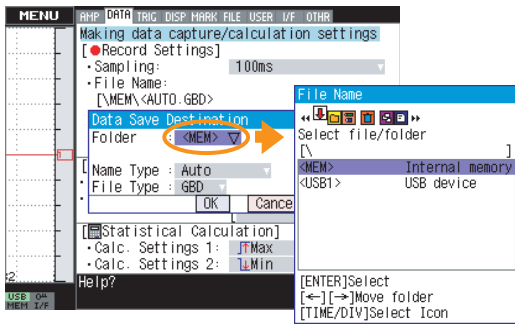 MENU
AMP DATA TRIG DISP MARK FILE USER I/F OTHR
Making data capture/calculation settings
[●Record Settings]
・Sampling: 100ms
・File Name:
[\MEM\<AUTO.GBD>
Data Save Destination
Folder : <MEM> ▽
Name Type : Auto
File Type : GBD
OK Cance
[Statistical Calculation]
・Calc. Settings 1: Max
・Calc. Settings 2: Min
Help?
USB
MEM I/F
File Name
Select file/folder
[\ ]
<MEM> Internal memory
<USB1> USB device
[ENTER]Select
[←][→]Move folder
[TIME/DIV]Select Icon